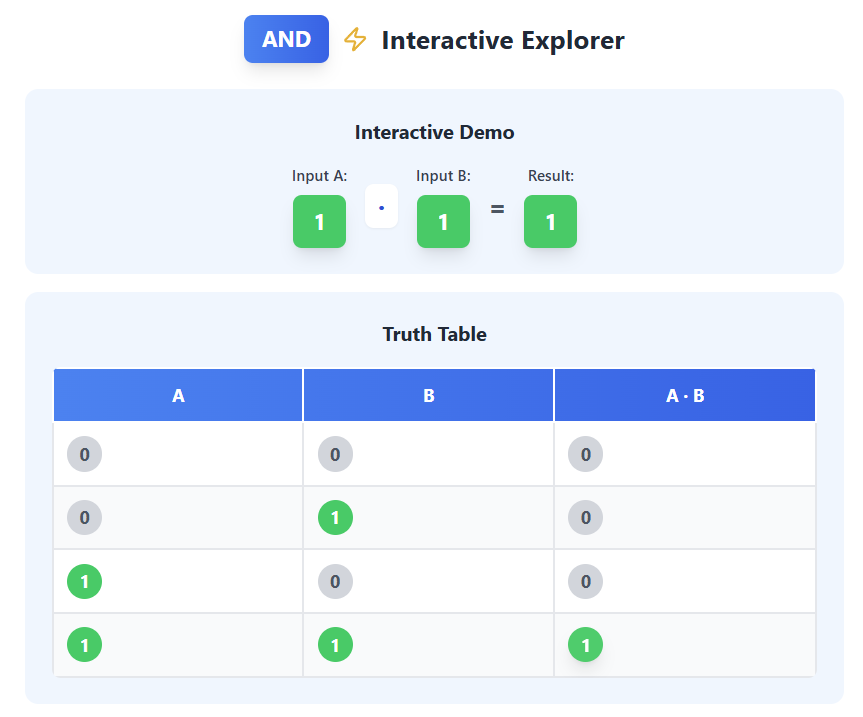 AND Interactive Explorer
Interactive Demo
Input A: Input B: Result:
1 · 1 = 1
Truth Table
A B A · B
0 0 0
0 1 0
1 0 0
1 1 1